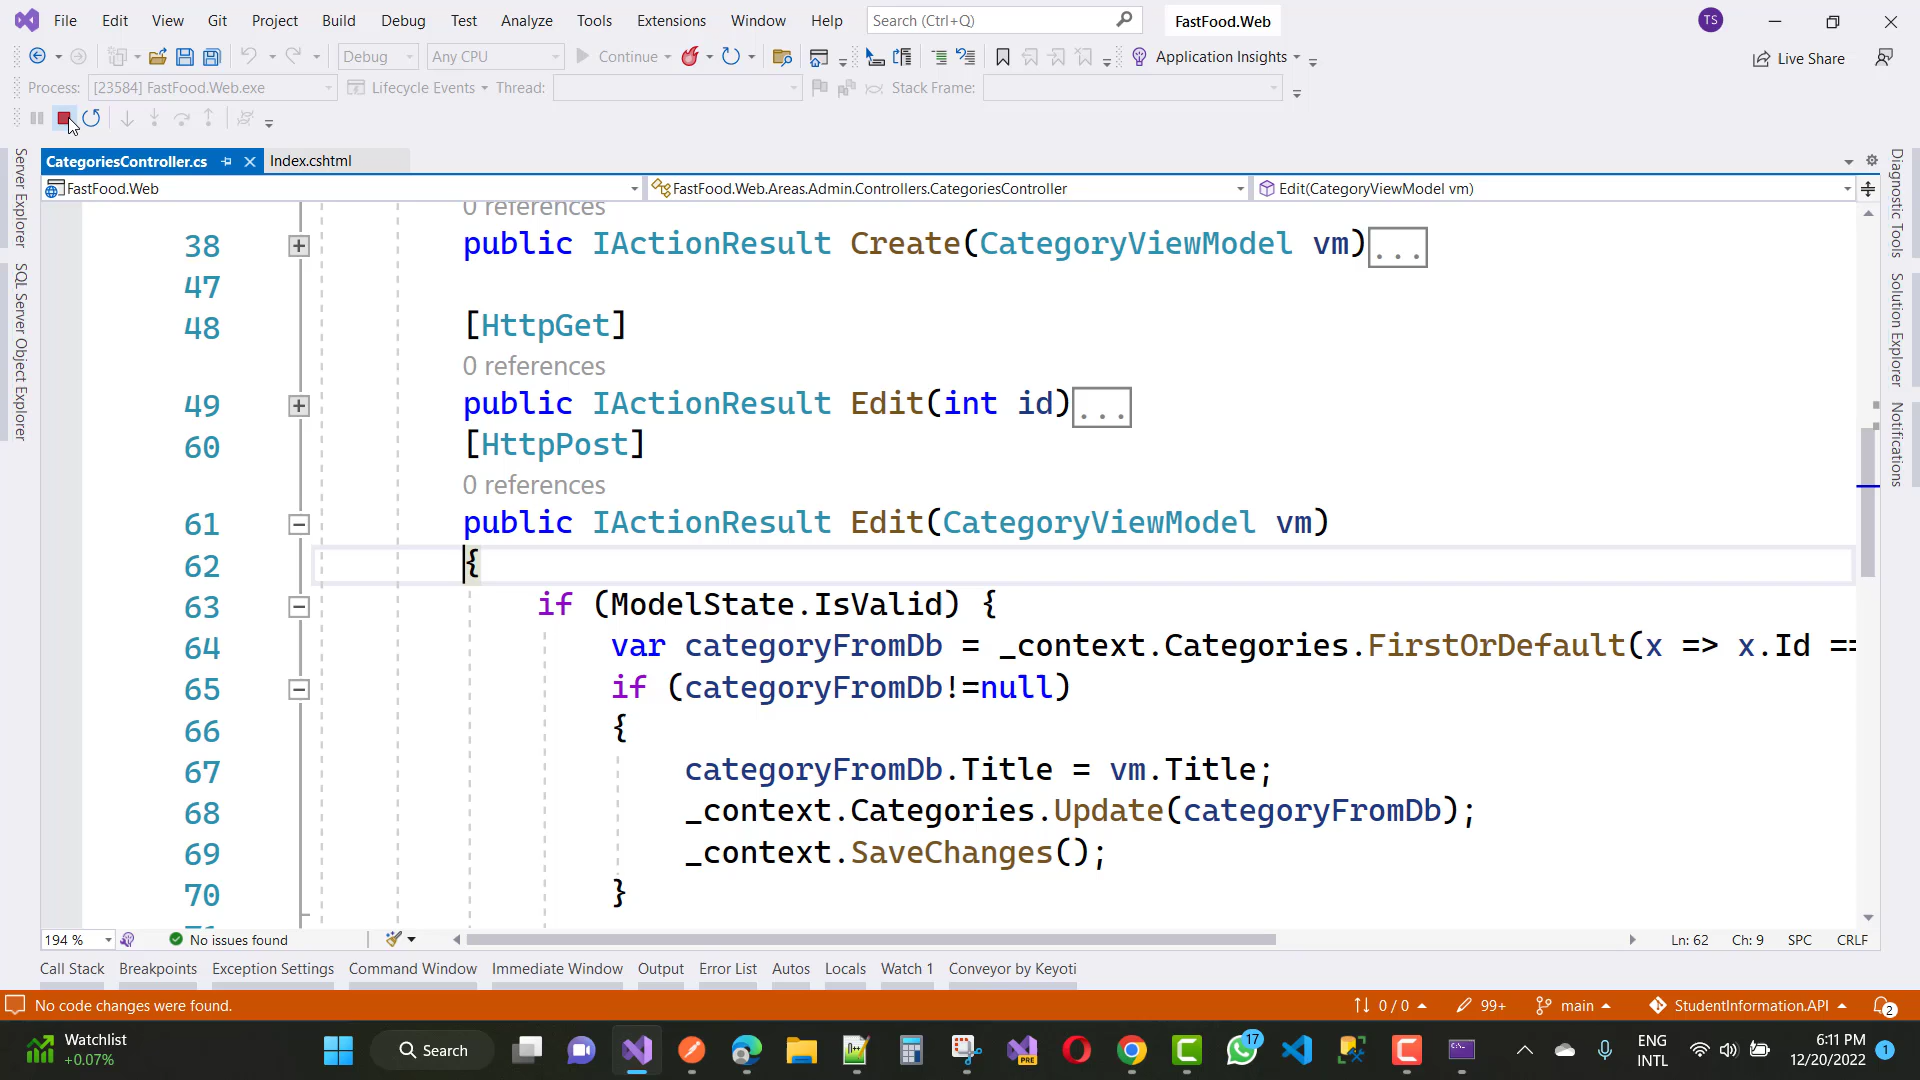 File Edit View Git Project Build Debug Test Analyze Tools Extensions Window Help Search (Ctrl+Q) FastFood.Web TS
Debug Any CPU Continue Application Insights Live Share
Process: [23584] FastFood.Web.exe Lifecycle Events Thread: Stack Frame:
CategoriesController.cs Index.cshtml
FastFood.Web FastFood.Web.Areas.Admin.Controllers.CategoriesController Edit(CategoryViewModel vm)
Server Explorer
SQL Server Object Explorer
Diagnostic Tools
Solution Explorer
Notifications
0 references
38 public IActionResult Create(CategoryViewModel vm)...
47
48 [HttpGet]
0 references
49 public IActionResult Edit(int id)...
60 [HttpPost]
0 references
61 public IActionResult Edit(CategoryViewModel vm)
62 {
63 if (ModelState.IsValid) {
64 var categoryFromDb = _context.Categories.FirstOrDefault(x => x.Id ==
65 if (categoryFromDb!=null)
66 {
67 categoryFromDb.Title = vm.Title;
68 _context.Categories.Update(categoryFromDb);
69 _context.SaveChanges();
70 }
194 % No issues found Ln: 62 Ch: 9 SPC CRLF
Call Stack Breakpoints Exception Settings Command Window Immediate Window Output Error List Autos Locals Watch 1 Conveyor by Keyoti
No code changes were found. 0 / 0 99+ main StudentInformation.API 2
Watchlist
+0.07%
Search
PRE
17
ENG
INTL
6:11 PM
12/20/2022
1